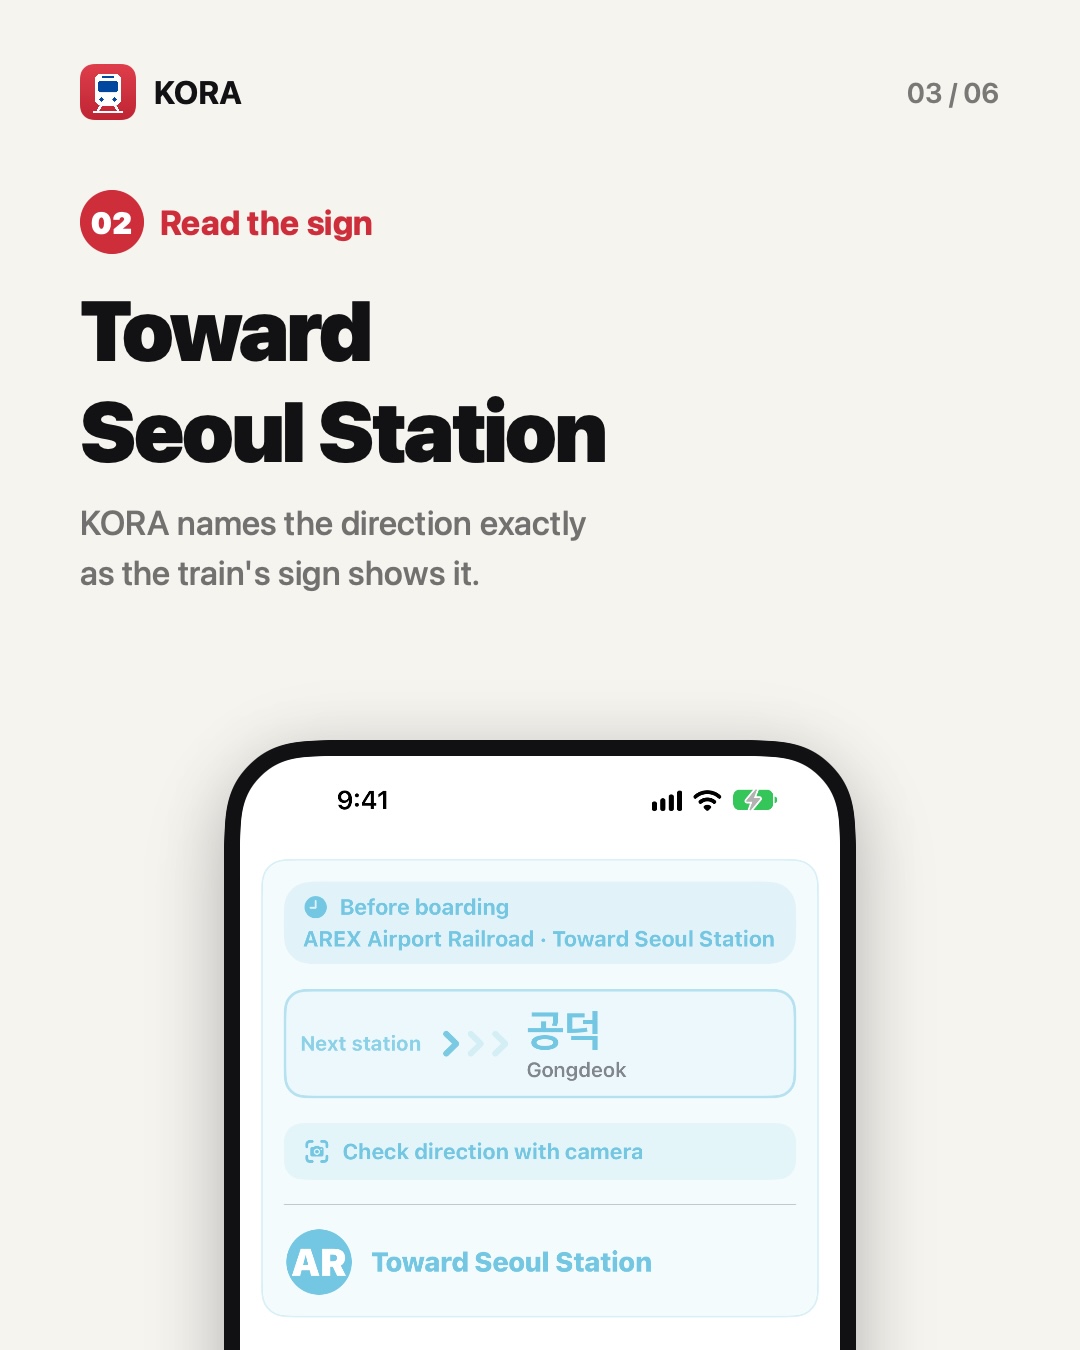 KORA
03 / 06
02 Read the sign
Toward
Seoul Station
KORA names the direction exactly
as the train's sign shows it.
9:41
Before boarding
AREX Airport Railroad · Toward Seoul Station
Next station
공덕
Gongdeok
Check direction with camera
AR Toward Seoul Station